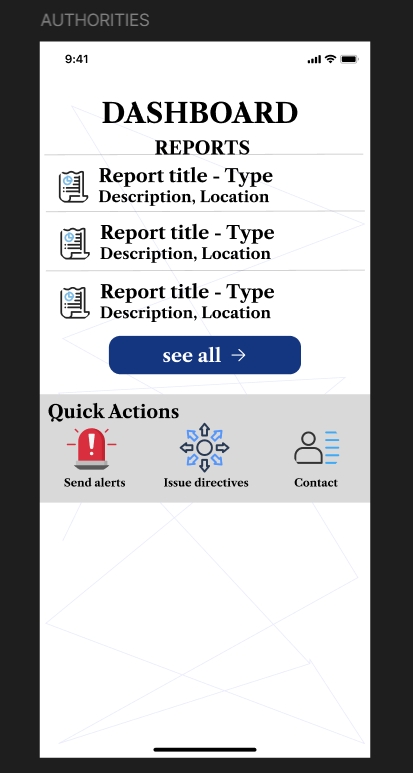 AUTHORITIES
9:41
DASHBOARD
REPORTS
Report title - Type
Description, Location
Report title - Type
Description, Location
Report title - Type
Description, Location
see all →
Quick Actions
Send alerts
Issue directives
Contact